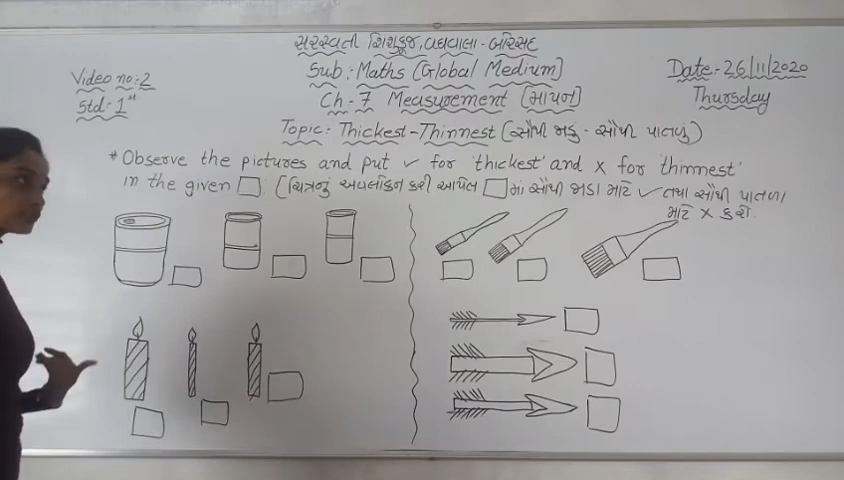 સરસ્વતી શિશુકુંજ, વઘવાલા - બોરસદ
Video no:-2
Sub:- Maths [Global Medium]
Date:- 26/11/2020
Std:- 1st
Ch-7 Measurement [માપન]
Thursday
Topic: Thickest-Thinnest (સૌથી જાડું - સૌથી પાતળું)
* Observe the pictures and put ✓ for 'thickest' and x for 'thinnest'
in the given □. [ચિત્રનું અવલોકન કરી આપેલ □ માં સૌથી જાડા માટે ✓ તથા સૌથી પાતળા
માટે x કરો.